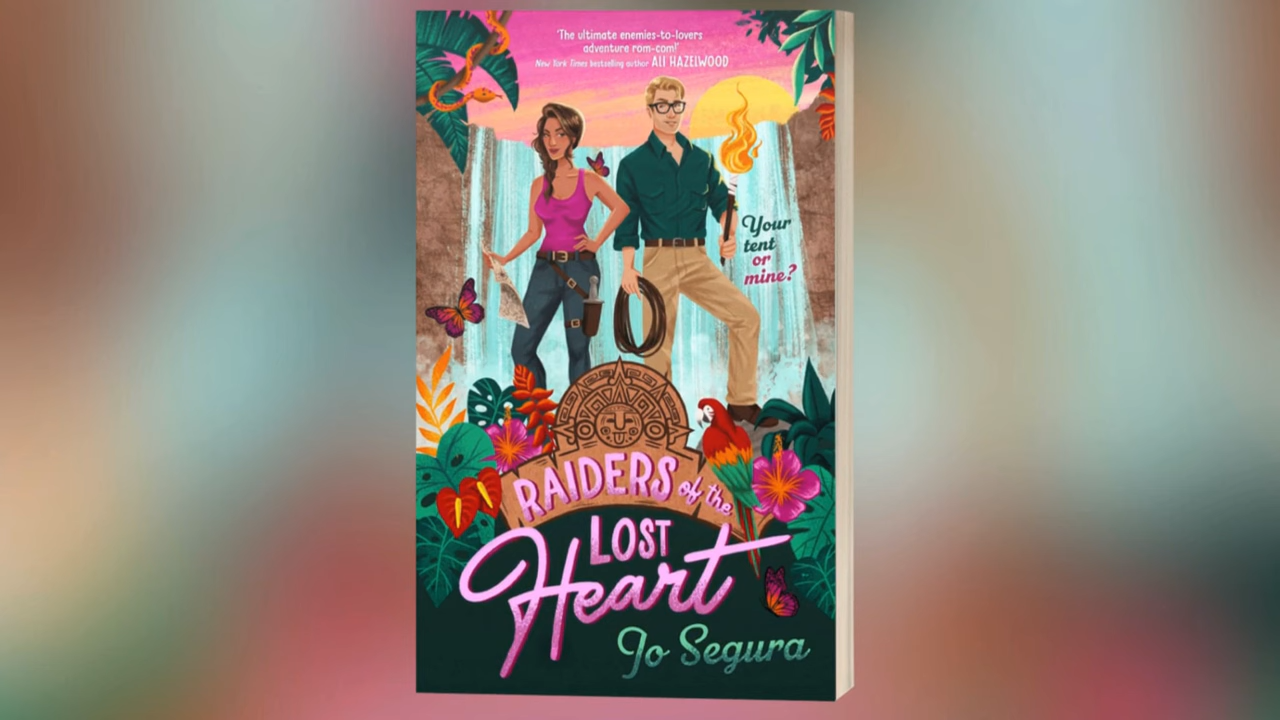 'The ultimate enemies-to-lovers
adventure rom-com!'
New York Times bestselling author ALI HAZELWOOD
Your
tent
or
mine?
RAIDERS of the
LOST
Heart
Jo Segura